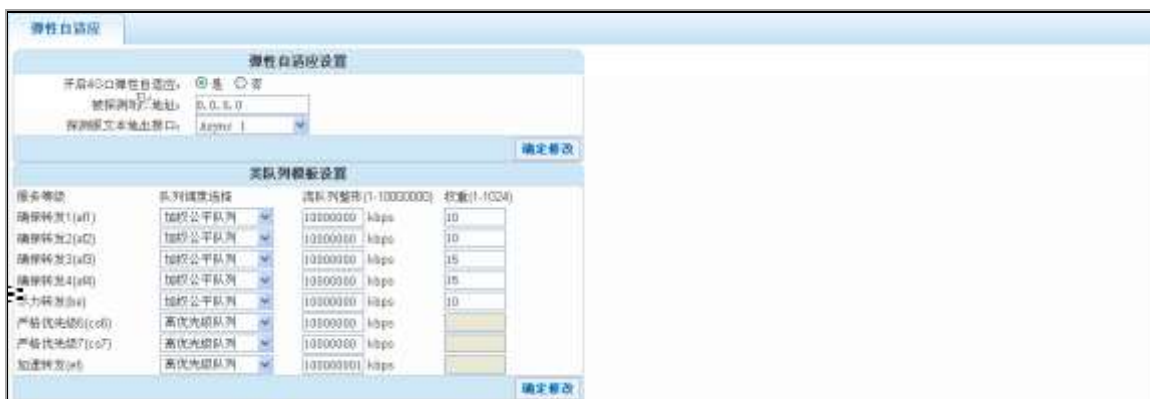 弹性自适应
弹性自适应设置
开启4G口弹性自适应: 是 否
被探测 地址: 0.0.0.0
探测报文本地出接口: Async 1
确定修改
类队列模板设置
服务等级 队列调度选择 流队列整形(1-10000000) 权重(1-1024)
确保转发1(af1) 加权公平队列 10000000 kbps 10
确保转发2(af2) 加权公平队列 10000000 kbps 10
确保转发3(af3) 加权公平队列 10000000 kbps 15
确保转发4(af4) 加权公平队列 10000000 kbps 15
力转发(be) 加权公平队列 10000000 kbps 10
严格优先级6(cs6) 高优先级队列 10000000 kbps
严格优先级7(cs7) 高优先级队列 10000000 kbps
加速转发(ef) 高优先级队列 kbps
确定修改